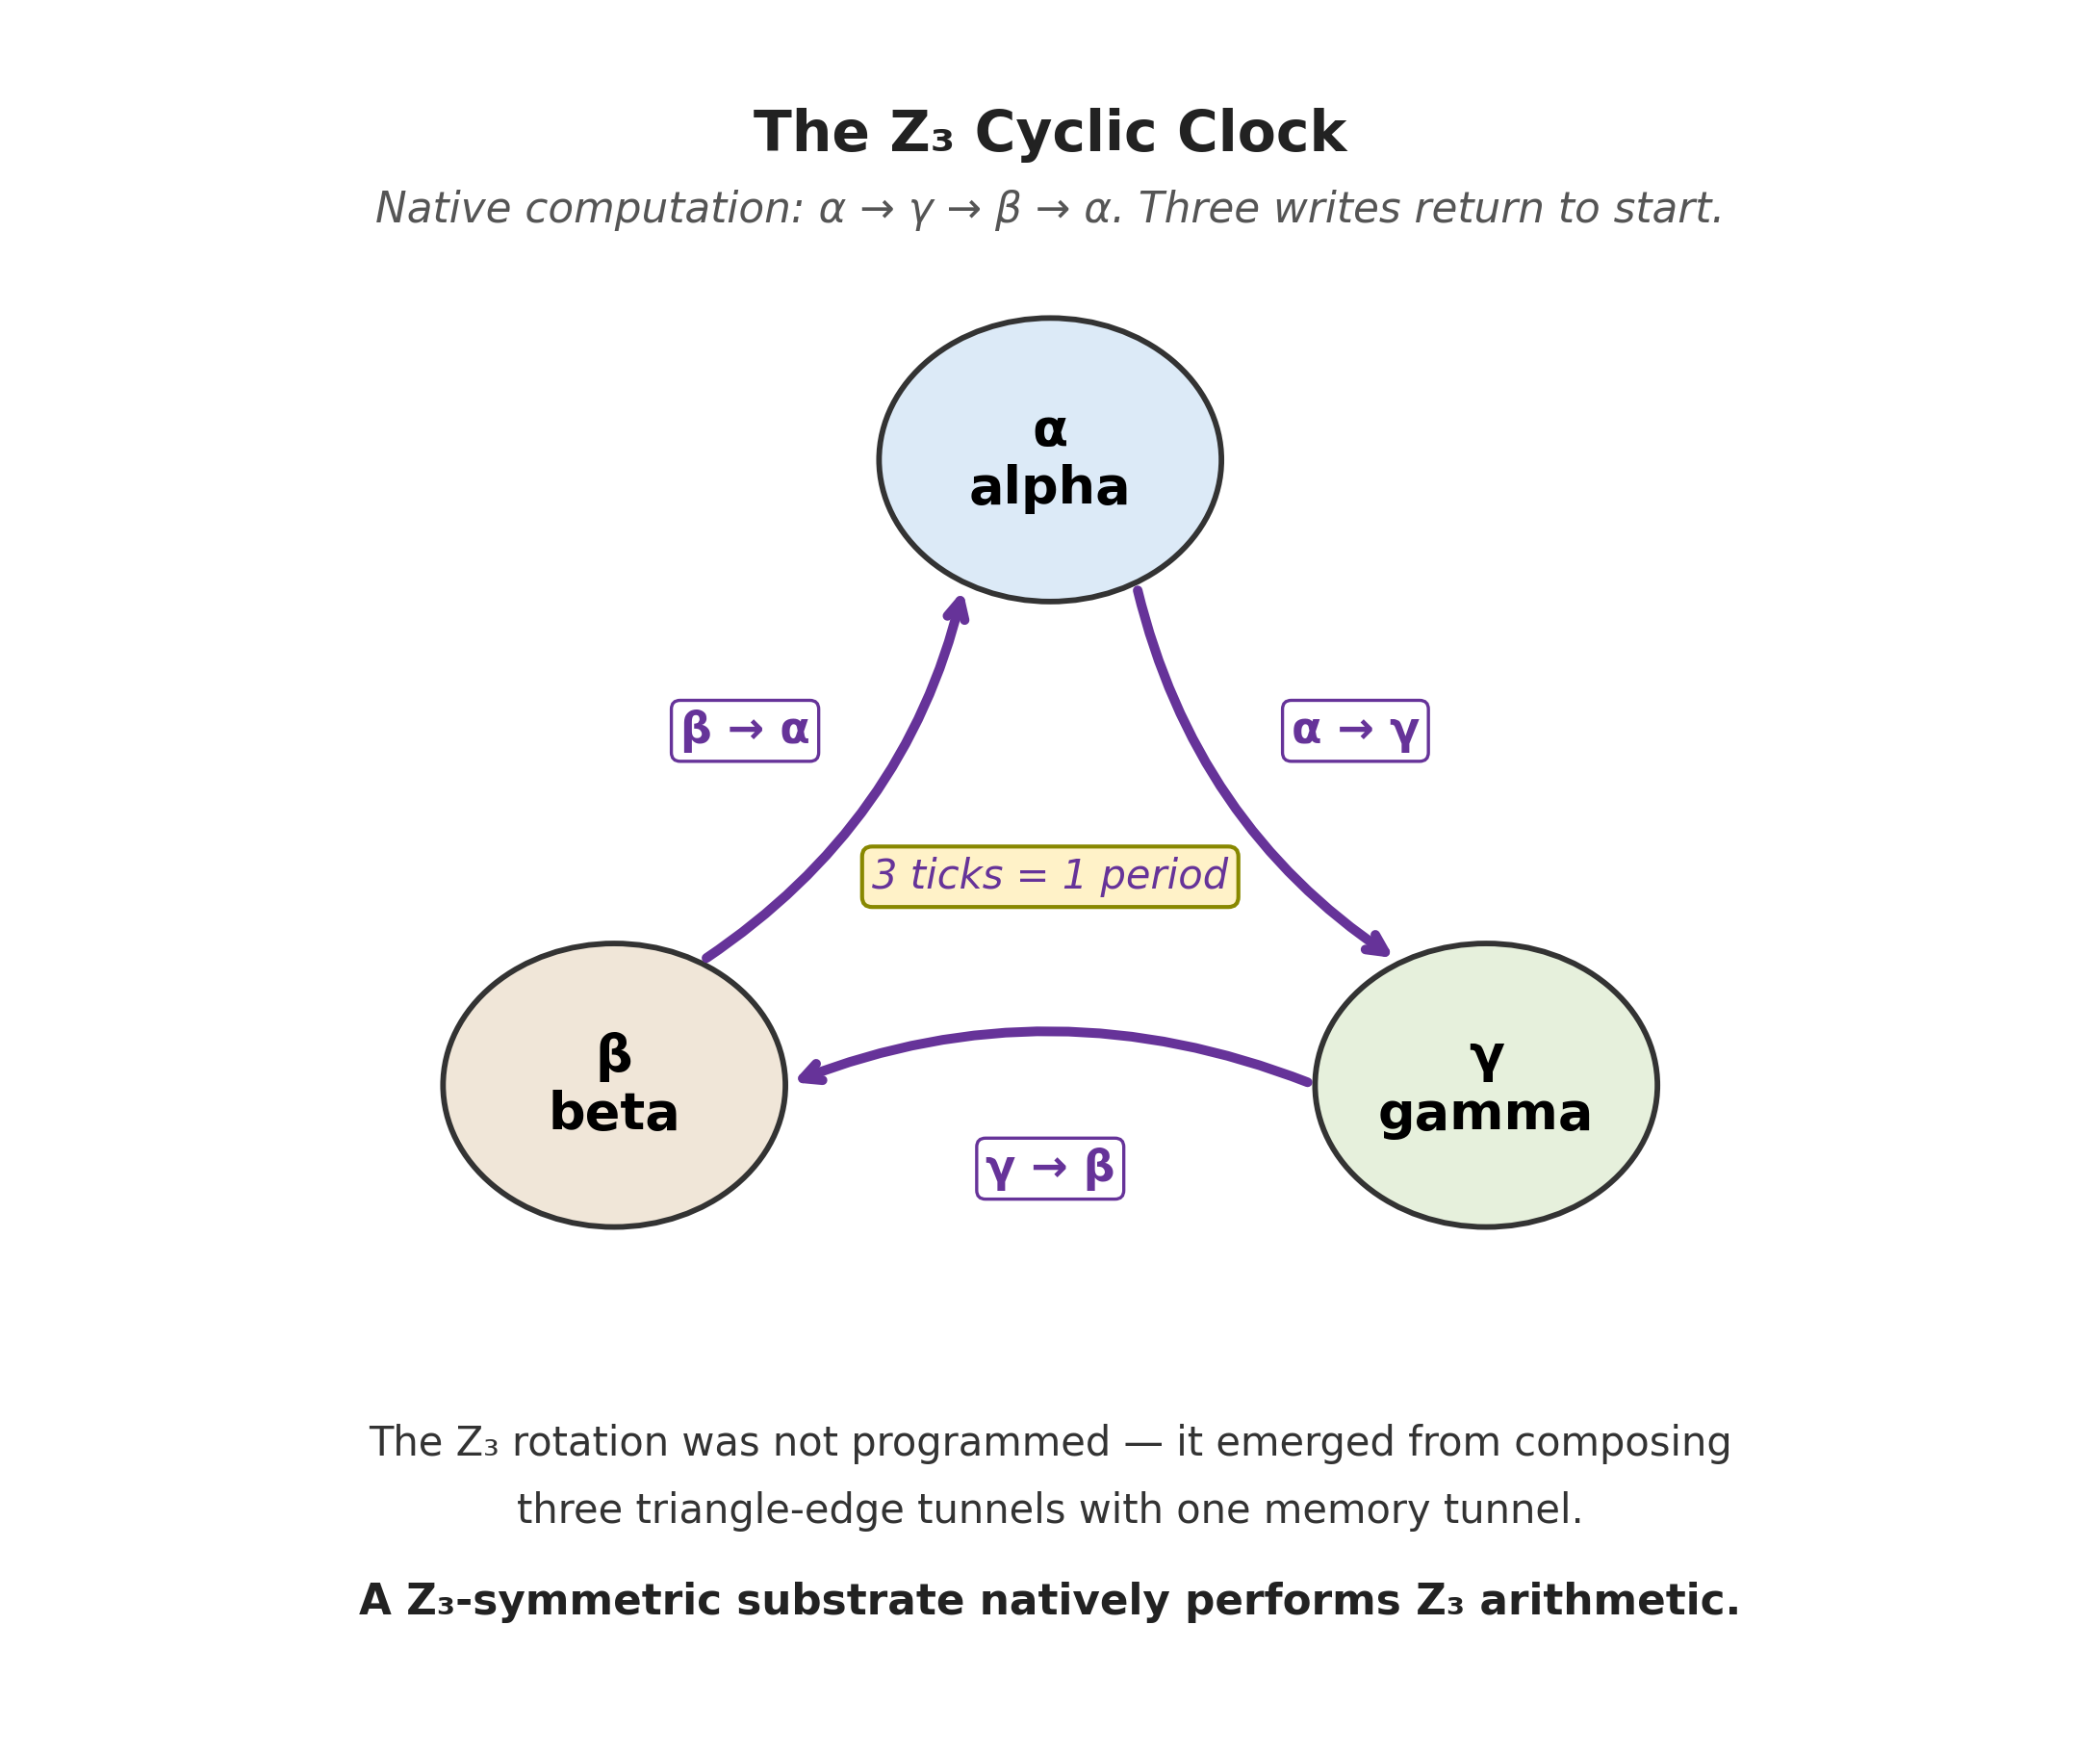 The Z₃ Cyclic Clock
Native computation: α → γ → β → α. Three writes return to start.
α
alpha
β → α
α → γ
3 ticks = 1 period
β
beta
γ
gamma
γ → β
The Z₃ rotation was not programmed — it emerged from composing
three triangle-edge tunnels with one memory tunnel.
A Z₃-symmetric substrate natively performs Z₃ arithmetic.